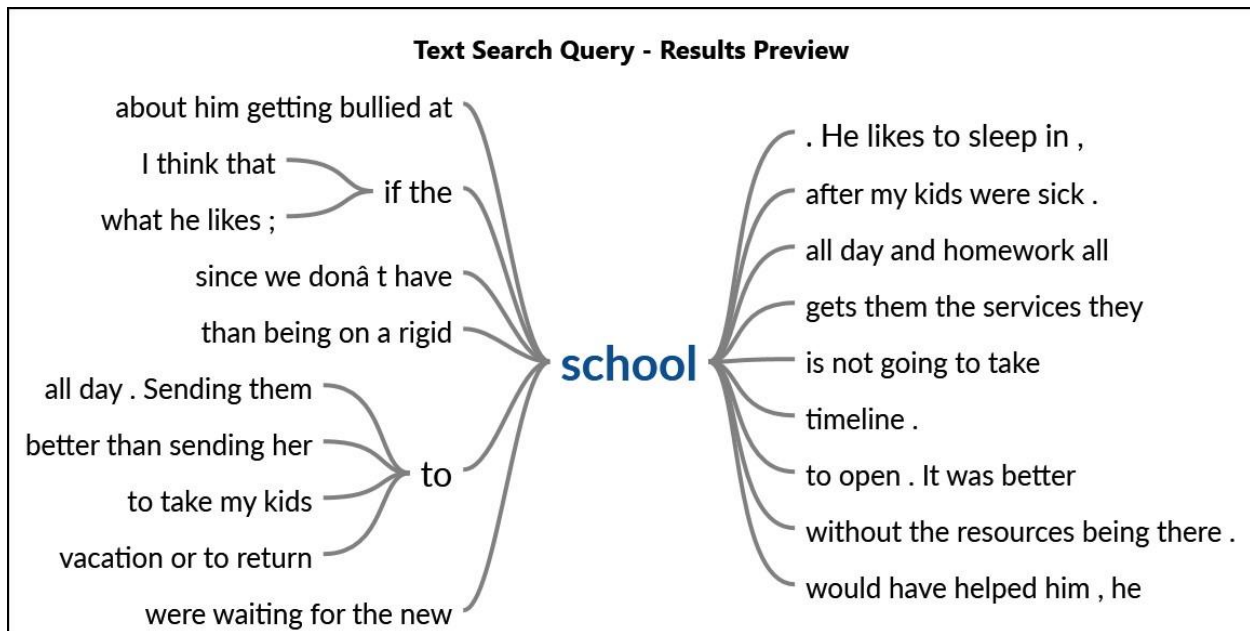 Text Search Query - Results Preview
about him getting bullied at
I think that
if the
what he likes ;
since we donâ t have
than being on a rigid
all day . Sending them
better than sending her
to
to take my kids
vacation or to return
were waiting for the new
school
. He likes to sleep in ,
after my kids were sick .
all day and homework all
gets them the services they
is not going to take
timeline .
to open . It was better
without the resources being there .
would have helped him , he